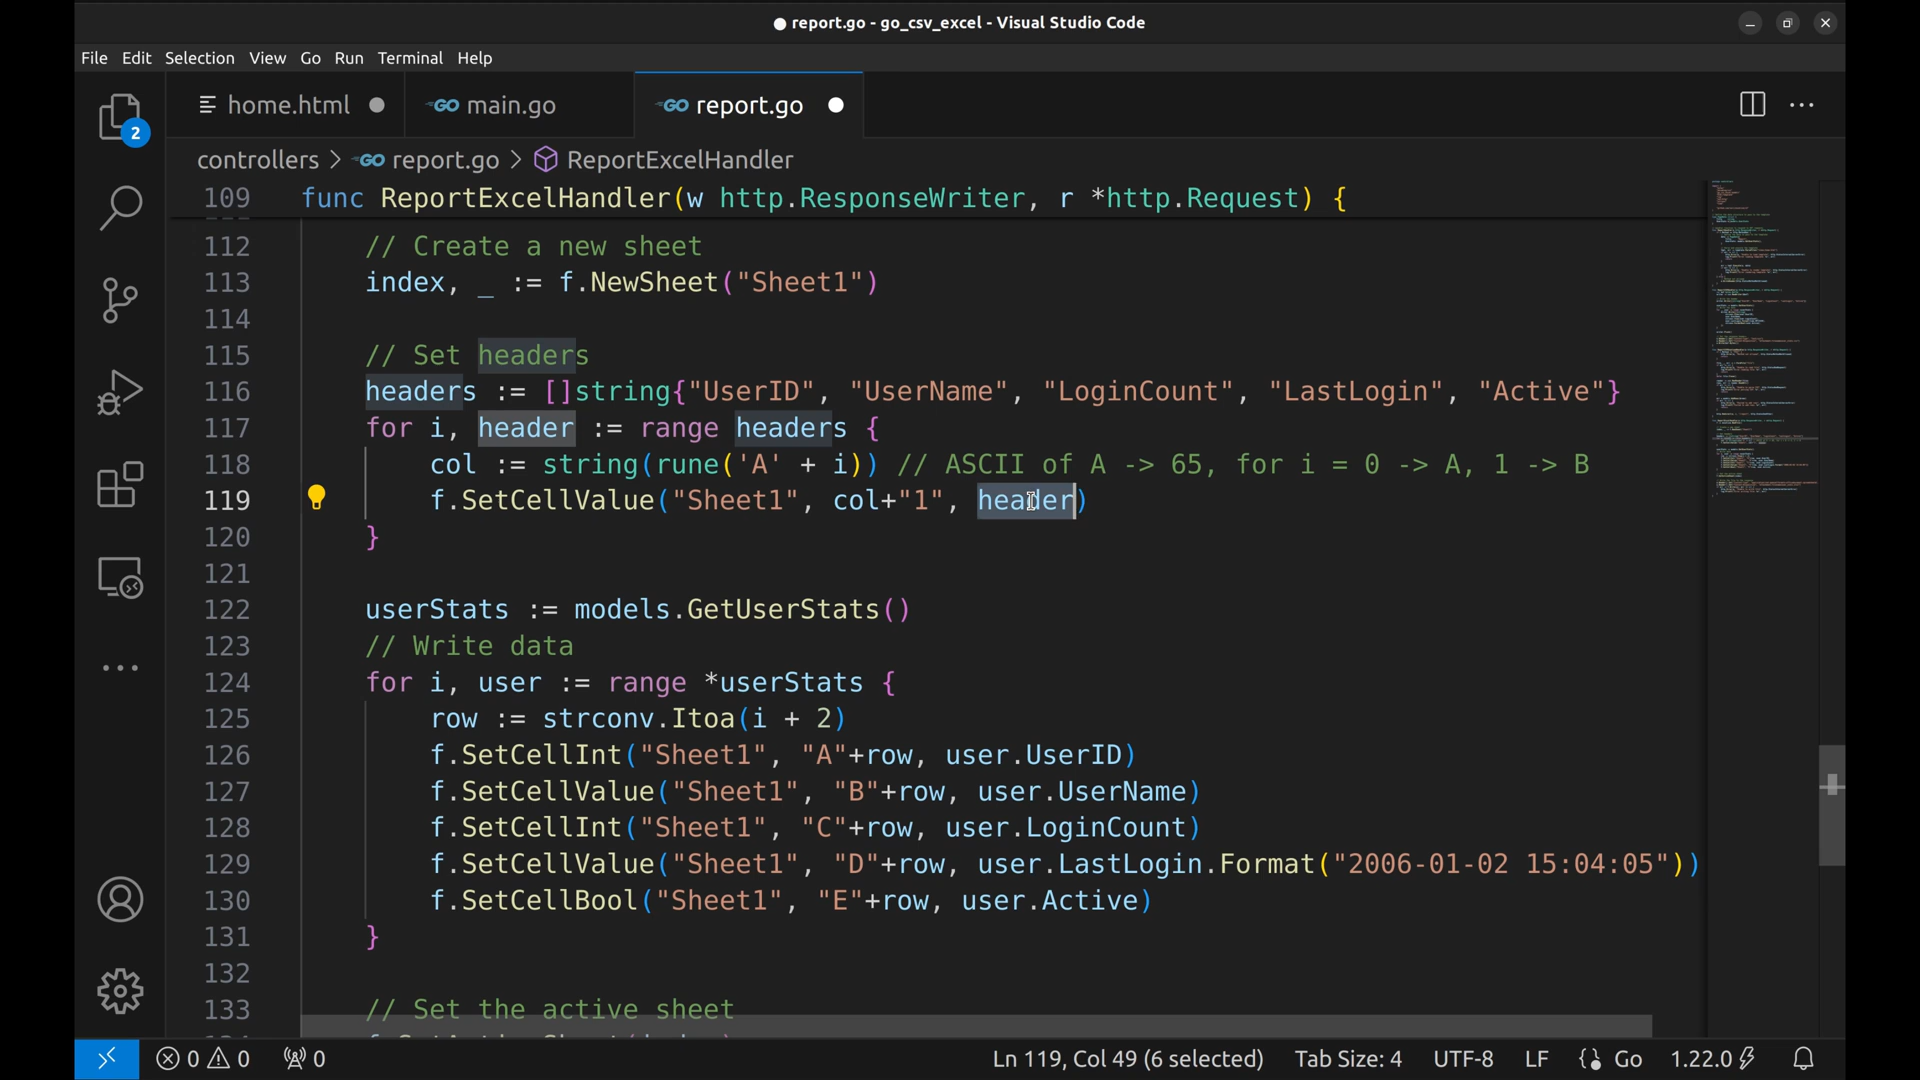 report.go - go_csv_excel - Visual Studio Code
File Edit Selection View Go Run Terminal Help
home.html GO main.go GO report.go
2
controllers > GO report.go > ReportExcelHandler
109 func ReportExcelHandler(w http.ResponseWriter, r *http.Request) {
112 // Create a new sheet
113 index, _ := f.NewSheet("Sheet1")
114
115 // Set headers
116 headers := []string{"UserID", "UserName", "LoginCount", "LastLogin", "Active"}
117 for i, header := range headers {
118 col := string(rune('A' + i)) // ASCII of A -> 65, for i = 0 -> A, 1 -> B
119 f.SetCellValue("Sheet1", col+"1", header)
120 }
121
122 userStats := models.GetUserStats()
123 // Write data
124 for i, user := range *userStats {
125 row := strconv.Itoa(i + 2)
126 f.SetCellInt("Sheet1", "A"+row, user.UserID)
127 f.SetCellValue("Sheet1", "B"+row, user.UserName)
128 f.SetCellInt("Sheet1", "C"+row, user.LoginCount)
129 f.SetCellValue("Sheet1", "D"+row, user.LastLogin.Format("2006-01-02 15:04:05"))
130 f.SetCellBool("Sheet1", "E"+row, user.Active)
131 }
132
133 // Set the active sheet
0 0 0 Ln 119, Col 49 (6 selected) Tab Size: 4 UTF-8 LF Go 1.22.0